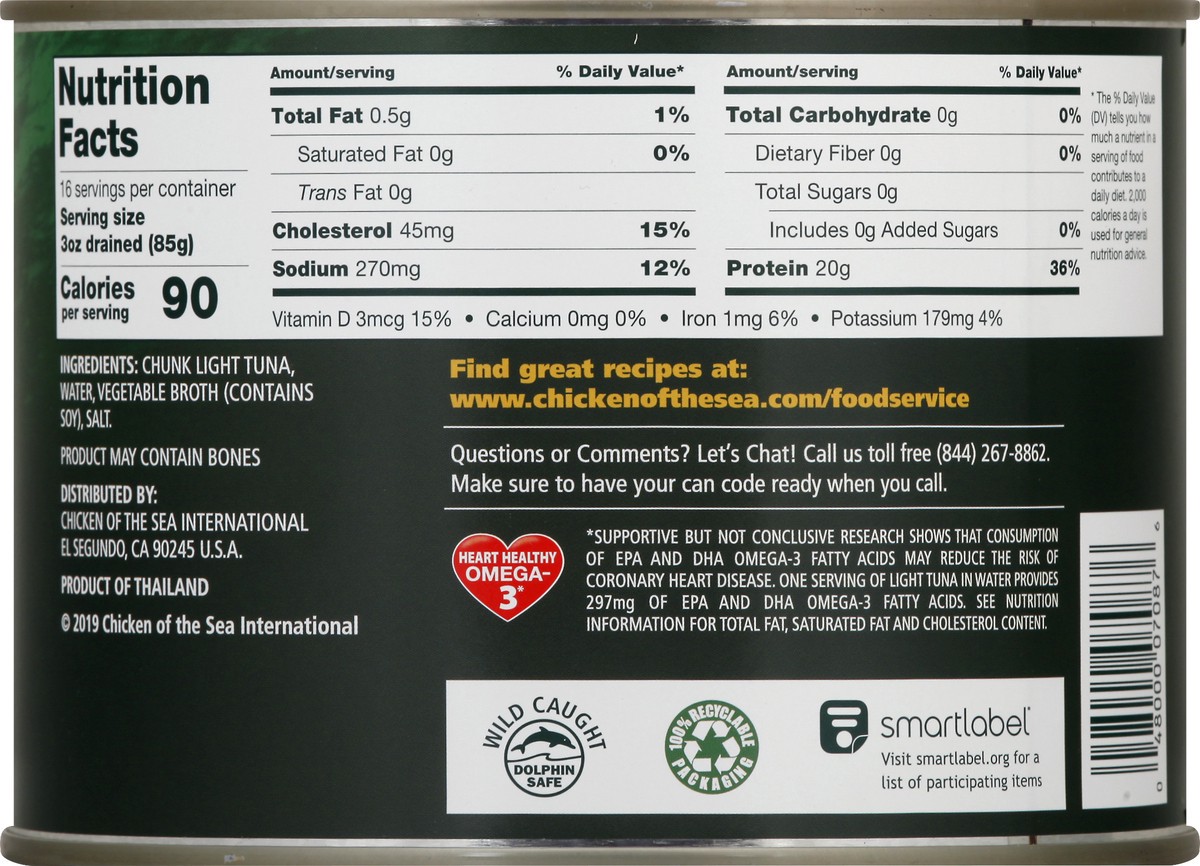 Nutrition
Facts
16 servings per container
Serving size
3oz drained (85g)
Calories
per serving 90
Amount/serving % Daily Value*
Total Fat 0.5g 1%
Saturated Fat 0g 0%
Trans Fat 0g
Cholesterol 45mg 15%
Sodium 270mg 12%
Amount/serving % Daily Value*
Total Carbohydrate 0g 0%
Dietary Fiber 0g 0%
Total Sugars 0g
Includes 0g Added Sugars 0%
Protein 20g 36%
* The % Daily Value
(DV) tells you how
much a nutrient in a
serving of food
contributes to a
daily diet. 2,000
calories a day is
used for general
nutrition advice.
Vitamin D 3mcg 15% • Calcium 0mg 0% • Iron 1mg 6% • Potassium 179mg 4%
INGREDIENTS: CHUNK LIGHT TUNA,
WATER, VEGETABLE BROTH (CONTAINS
SOY), SALT.
PRODUCT MAY CONTAIN BONES
DISTRIBUTED BY:
CHICKEN OF THE SEA INTERNATIONAL
EL SEGUNDO, CA 90245 U.S.A.
PRODUCT OF THAILAND
© 2019 Chicken of the Sea International
Find great recipes at:
www.chickenofthesea.com/foodservice
Questions or Comments? Let's Chat! Call us toll free (844) 267-8862.
Make sure to have your can code ready when you call.
HEART HEALTHY
OMEGA-
3*
*SUPPORTIVE BUT NOT CONCLUSIVE RESEARCH SHOWS THAT CONSUMPTION
OF EPA AND DHA OMEGA-3 FATTY ACIDS MAY REDUCE THE RISK OF
CORONARY HEART DISEASE. ONE SERVING OF LIGHT TUNA IN WATER PROVIDES
297mg OF EPA AND DHA OMEGA-3 FATTY ACIDS. SEE NUTRITION
INFORMATION FOR TOTAL FAT, SATURATED FAT AND CHOLESTEROL CONTENT.
WILD CAUGHT
DOLPHIN
SAFE
100% RECYCLABLE
PACKAGING
smartlabel
Visit smartlabel.org for a
list of participating items
0 48000 07087 6